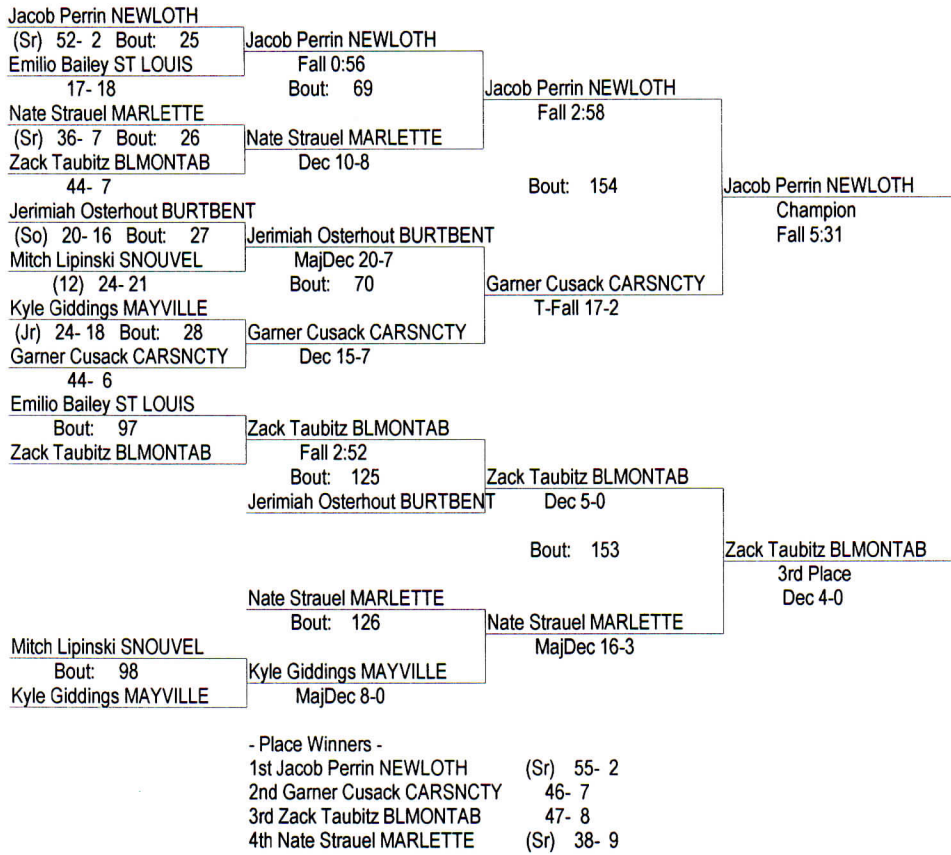 Jacob Perrin NEWLOTH
(Sr) 52- 2 Bout: 25
Emilio Bailey ST LOUIS
17- 18
Nate Strauel MARLETTE
(Sr) 36- 7 Bout: 26
Zack Taubitz BLMONTAB
44- 7
Jerimiah Osterhout BURTBENT
(So) 20- 16 Bout: 27
Mitch Lipinski SNOUVEL
(12) 24- 21
Kyle Giddings MAYVILLE
(Jr) 24- 18 Bout: 28
Garner Cusack CARSNCTY
44- 6
Emilio Bailey ST LOUIS
Bout: 97
Zack Taubitz BLMONTAB
Mitch Lipinski SNOUVEL
Bout: 98
Kyle Giddings MAYVILLE
Jacob Perrin NEWLOTH
Fall 0:56
Bout: 69
Nate Strauel MARLETTE
Dec 10-8
Jerimiah Osterhout BURTBENT
MajDec 20-7
Bout: 70
Garner Cusack CARSNCTY
Dec 15-7
Zack Taubitz BLMONTAB
Fall 2:52
Bout: 125
Jerimiah Osterhout BURTBENT
Nate Strauel MARLETTE
Bout: 126
Kyle Giddings MAYVILLE
MajDec 8-0
Jacob Perrin NEWLOTH
Fall 2:58
Bout: 154
Garner Cusack CARSNCTY
T-Fall 17-2
Zack Taubitz BLMONTAB
Dec 5-0
Bout: 153
Nate Strauel MARLETTE
MajDec 16-3
Jacob Perrin NEWLOTH
Champion
Fall 5:31
Zack Taubitz BLMONTAB
3rd Place
Dec 4-0
- Place Winners -
1st Jacob Perrin NEWLOTH (Sr) 55- 2
2nd Garner Cusack CARSNCTY 46- 7
3rd Zack Taubitz BLMONTAB 47- 8
4th Nate Strauel MARLETTE (Sr) 38- 9